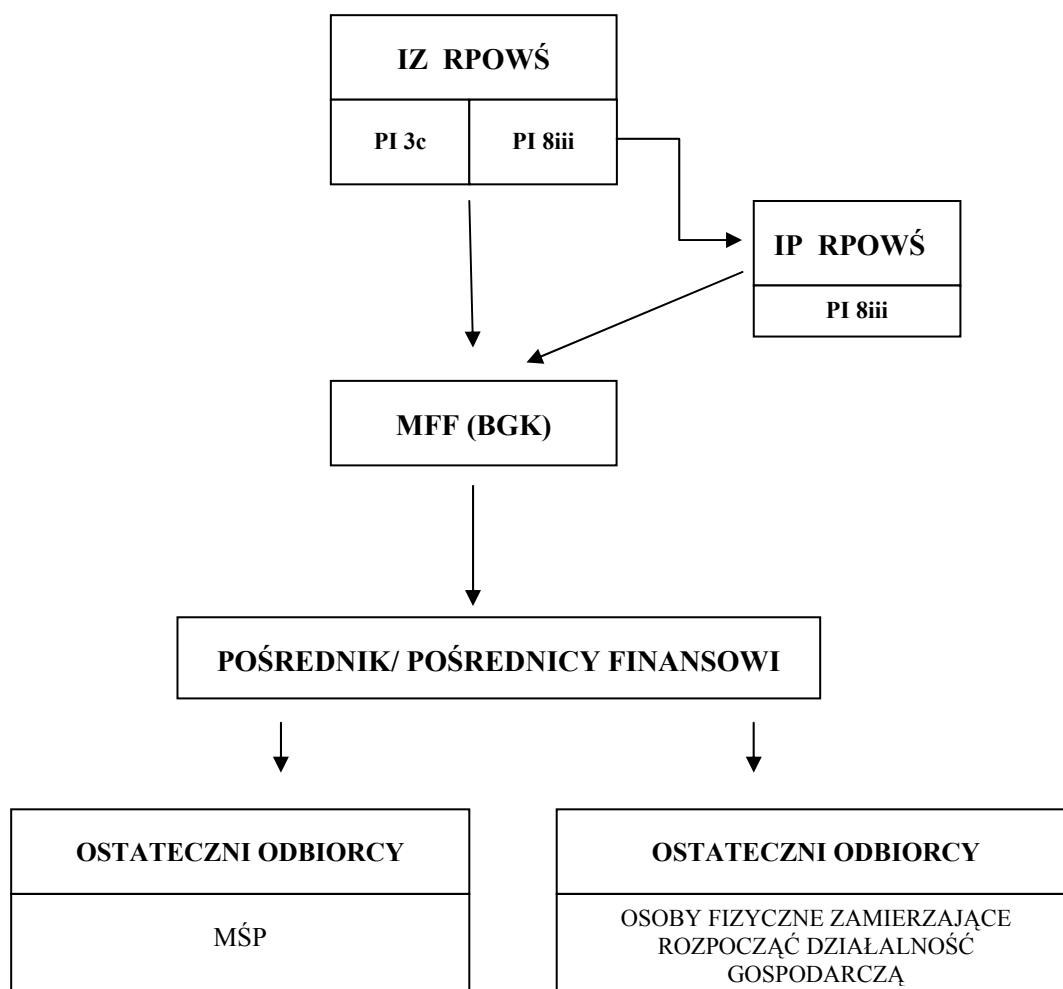 IZ RPOWŚ
PI 3c
PI 8iii
IP RPOWŚ
PI 8iii
MFF (BGK)
POŚREDNIK/ POŚREDNICY FINANSOWI
OSTATECZNI ODBIORCY
MŚP
OSTATECZNI ODBIORCY
OSOBY FIZYCZNE ZAMIERZAJĄCE
ROZPOCZĄĆ DZIAŁALNOŚĆ
GOSPODARCZĄ